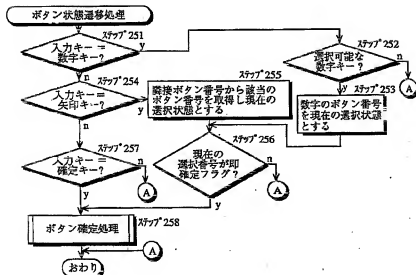 ボタン状態遷移処理
ステップ251
入力キー=
数字キー?
y
n
ステップ252
選択可能な
数字キー?
n
A
y
ステップ253
数字のボタン番号
を現在の選択状態
とする
ステップ254
入力キー=
矢印キー?
y
n
ステップ255
隣接ボタン番号から該当の
ボタン番号を取得し現在の
選択状態とする
ステップ256
現在の
選択番号が即
確定フラグ?
n
A
y
ステップ257
入力キー=
確定キー?
n
A
y
ステップ258
ボタン確定処理
A
おわり